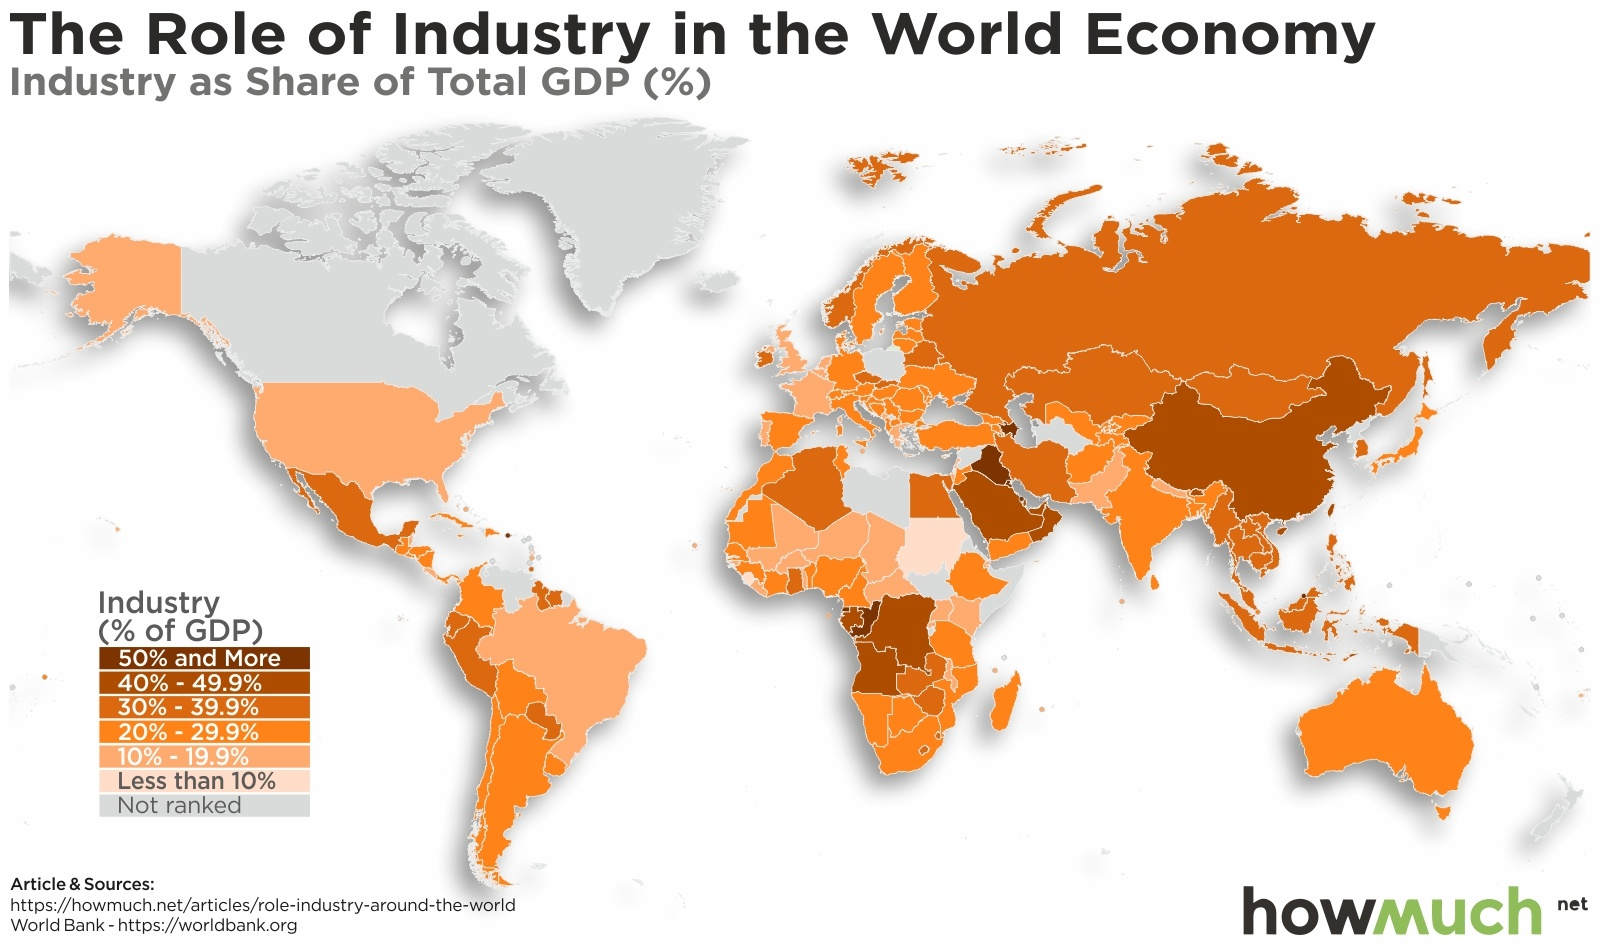 The Role of Industry in the World Economy
Industry as Share of Total GDP (%)
Industry
(% of GDP)
50% and More
40% - 49.9%
30% - 39.9%
20% - 29.9%
10% - 19.9%
Less than 10%
Not ranked
Article & Sources:
https://howmuch.net/articles/role-industry-around-the-world
World Bank - https://worldbank.org
howmuch net